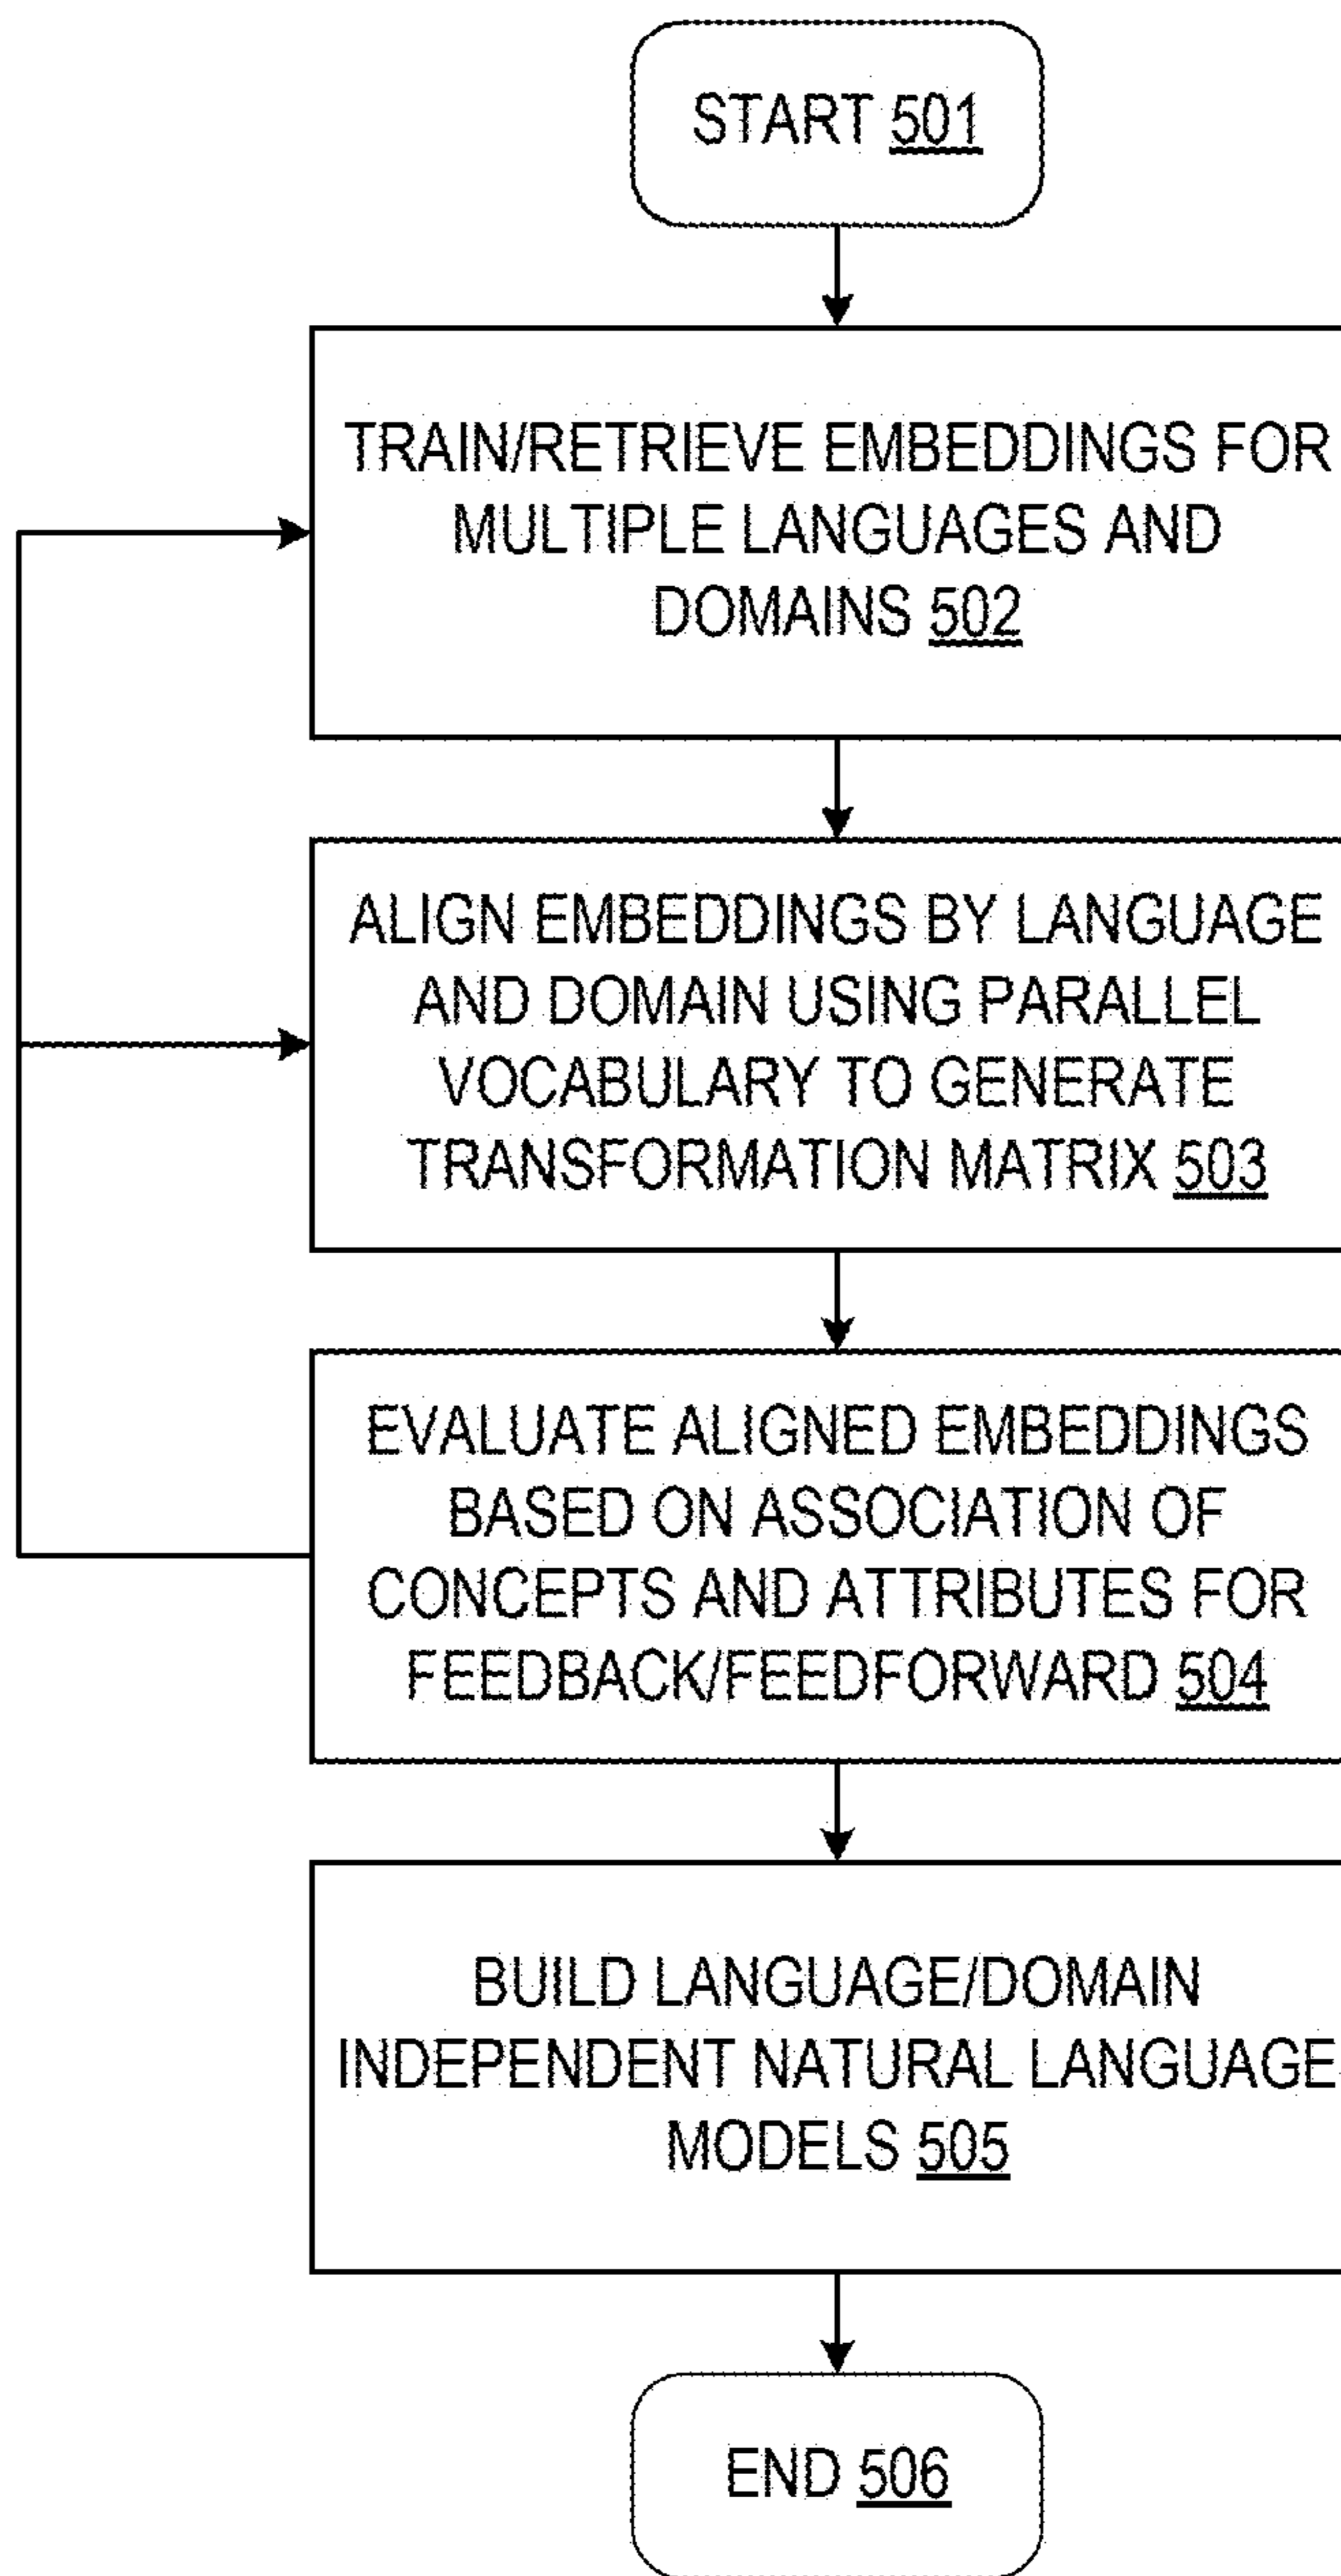 START 501
TRAIN/RETRIEVE EMBEDDINGS FOR
MULTIPLE LANGUAGES AND
DOMAINS 502
ALIGN EMBEDDINGS BY LANGUAGE
AND DOMAIN USING PARALLEL
VOCABULARY TO GENERATE
TRANSFORMATION MATRIX 503
EVALUATE ALIGNED EMBEDDINGS
BASED ON ASSOCIATION OF
CONCEPTS AND ATTRIBUTES FOR
FEEDBACK/FEEDFORWARD 504
BUILD LANGUAGE/DOMAIN
INDEPENDENT NATURAL LANGUAGE
MODELS 505
END 506